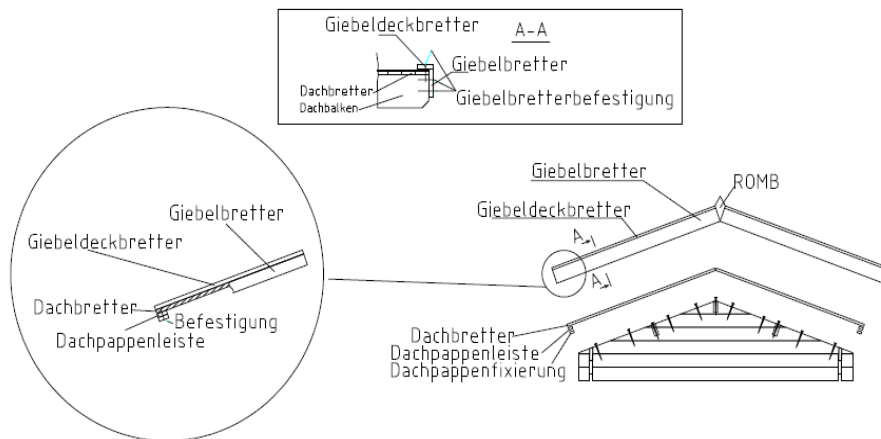 Giebeldeckbretter
A-A
Giebelbretter
Dachbretter
Dachbalken
Giebelbretterbefestigung
Giebelbretter
Giebeldeckbretter
Dachbretter
Befestigung
Dachpappenleiste
Giebelbretter
ROMB
Giebeldeckbretter
A
A
Dachbretter
Dachpappenleiste
Dachpappenfixierung